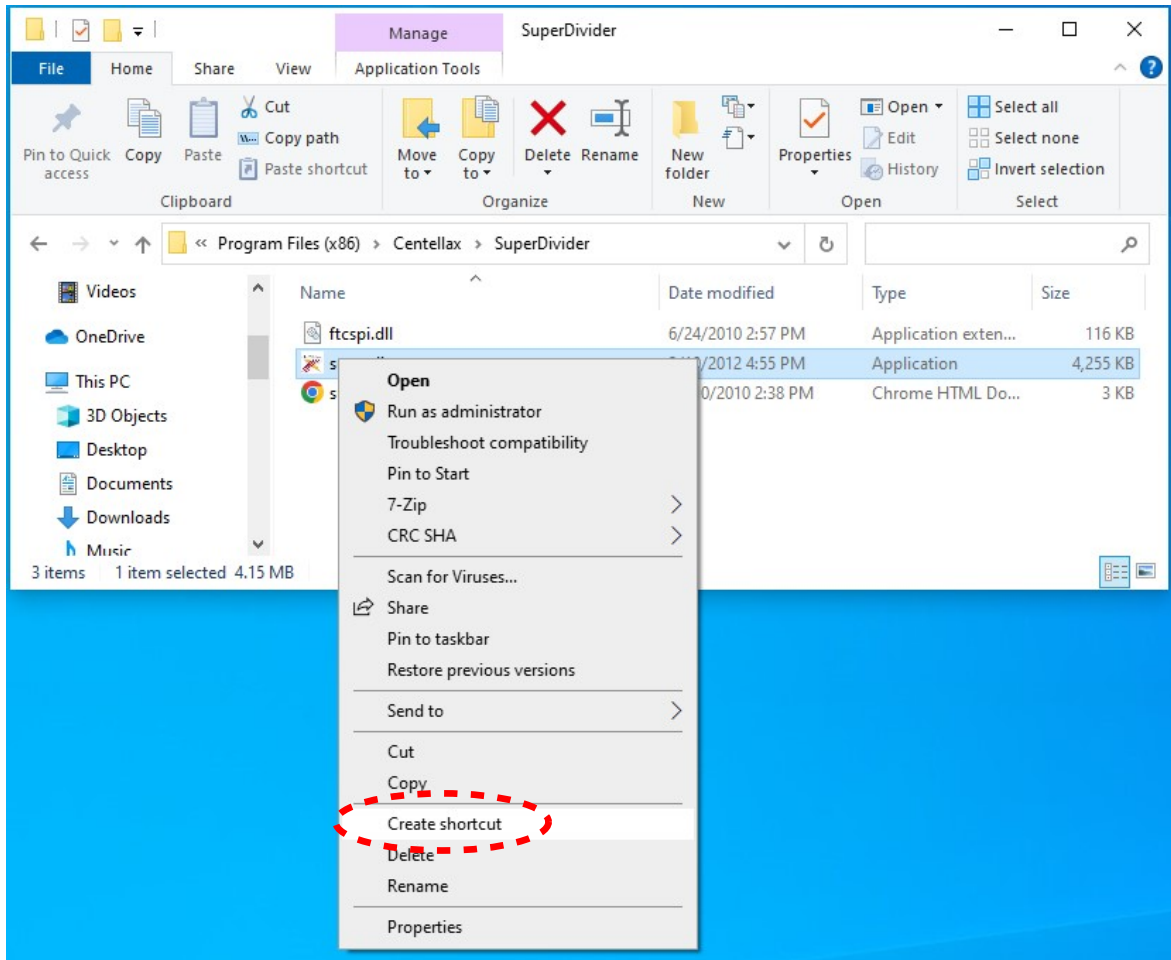 Manage
SuperDivider
File
Home
Share
View
Application Tools
Pin to Quick access
Copy
Paste
Cut
Copy path
Paste shortcut
Move to
Copy to
Delete
Rename
New folder
Properties
Open
Edit
History
Select all
Select none
Invert selection
Clipboard
Organize
New
Open
Select
« Program Files (x86) > Centellax > SuperDivider
Name
Date modified
Type
Size
Videos
OneDrive
This PC
3D Objects
Desktop
Documents
Downloads
Music
ftcspi.dll 6/24/2010 2:57 PM Application exten... 116 KB
s /2012 4:55 PM Application 4,255 KB
s 0/2010 2:38 PM Chrome HTML Do... 3 KB
3 items 1 item selected 4.15 MB
Open
Run as administrator
Troubleshoot compatibility
Pin to Start
7-Zip
CRC SHA
Scan for Viruses...
Share
Pin to taskbar
Restore previous versions
Send to
Cut
Copy
Create shortcut
Delete
Rename
Properties